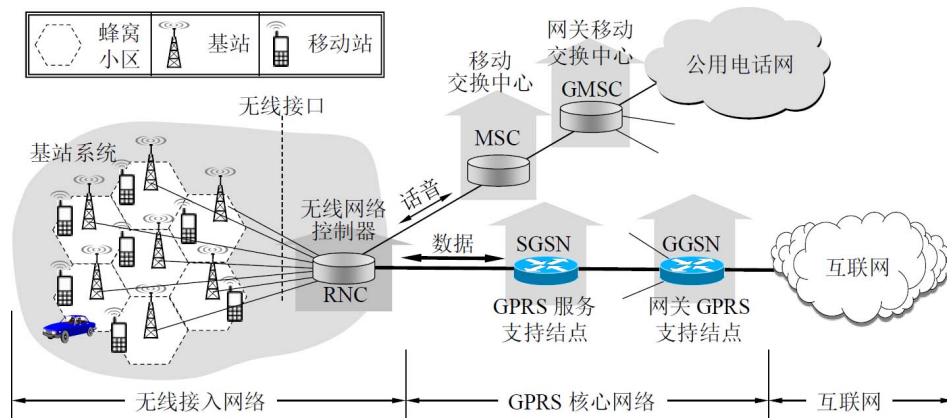 蜂窝
小区
基站
移动站
无线接口
基站系统
移动
交换中心
MSC
网关移动
交换中心
GMSC
公用电话网
话音
无线网络
控制器
RNC
数据
SGSN
GPRS 服务
支持结点
GGSN
网关 GPRS
支持结点
互联网
无线接入网络
GPRS 核心网络
互联网